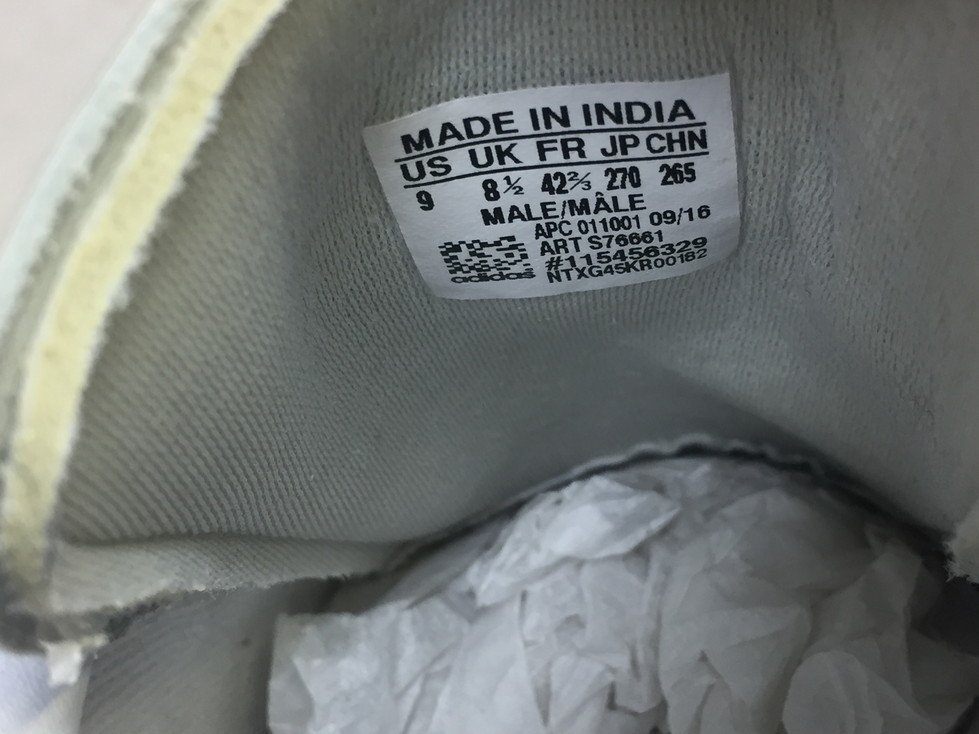 MADE IN INDIA
US UK FR JP CHN
9 8½ 42⅔ 270 265
MALE/MÂLE
APC 011001 09/16
ART S76661
#115456329
NTXG45KR00182
adidas